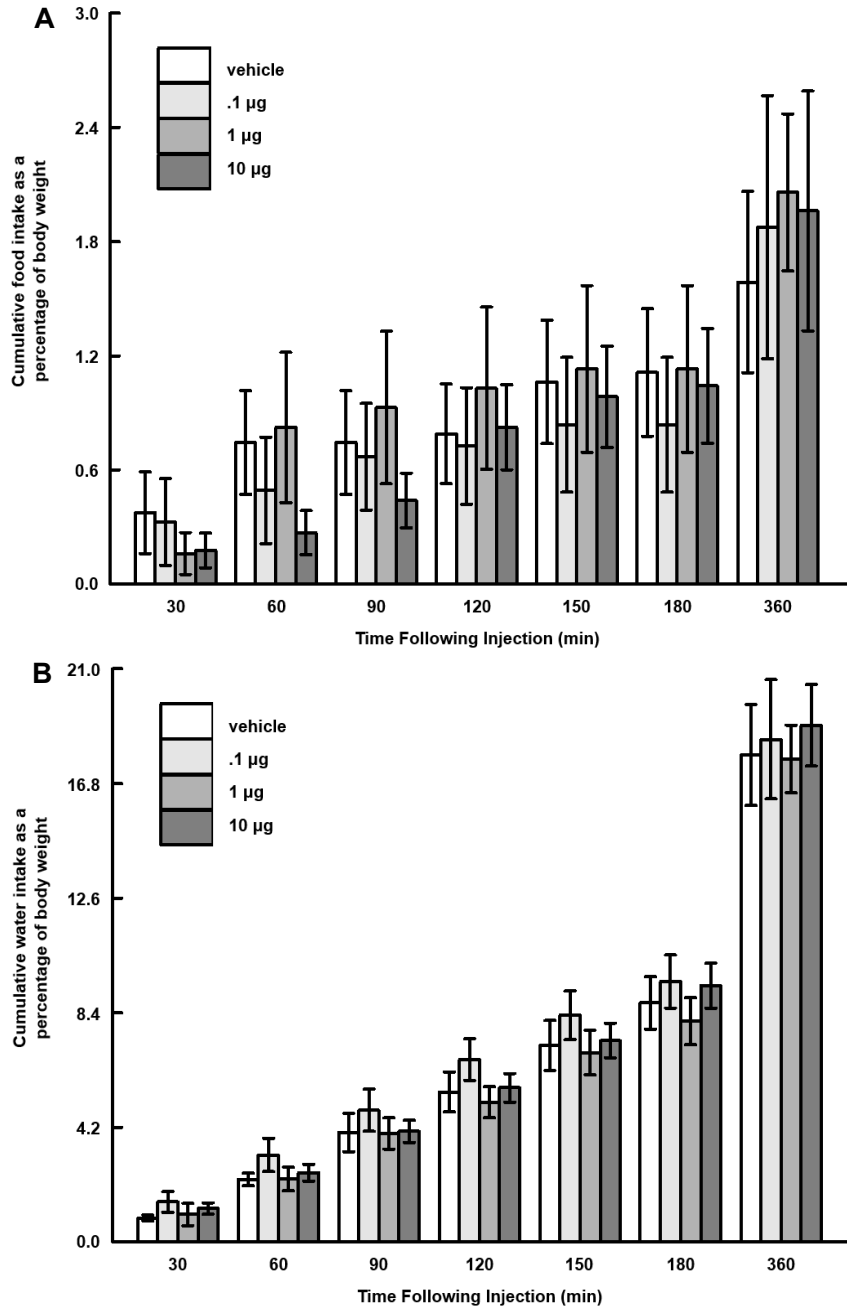 A
3.0
2.4
1.8
1.2
0.6
0.0
Cumulative food intake as a
percentage of body weight
vehicle
.1 µg
1 µg
10 µg
30 60 90 120 150 180 360
Time Following Injection (min)
B
21.0
16.8
12.6
8.4
4.2
0.0
Cumulative water intake as a
percentage of body weight
vehicle
.1 µg
1 µg
10 µg
30 60 90 120 150 180 360
Time Following Injection (min)